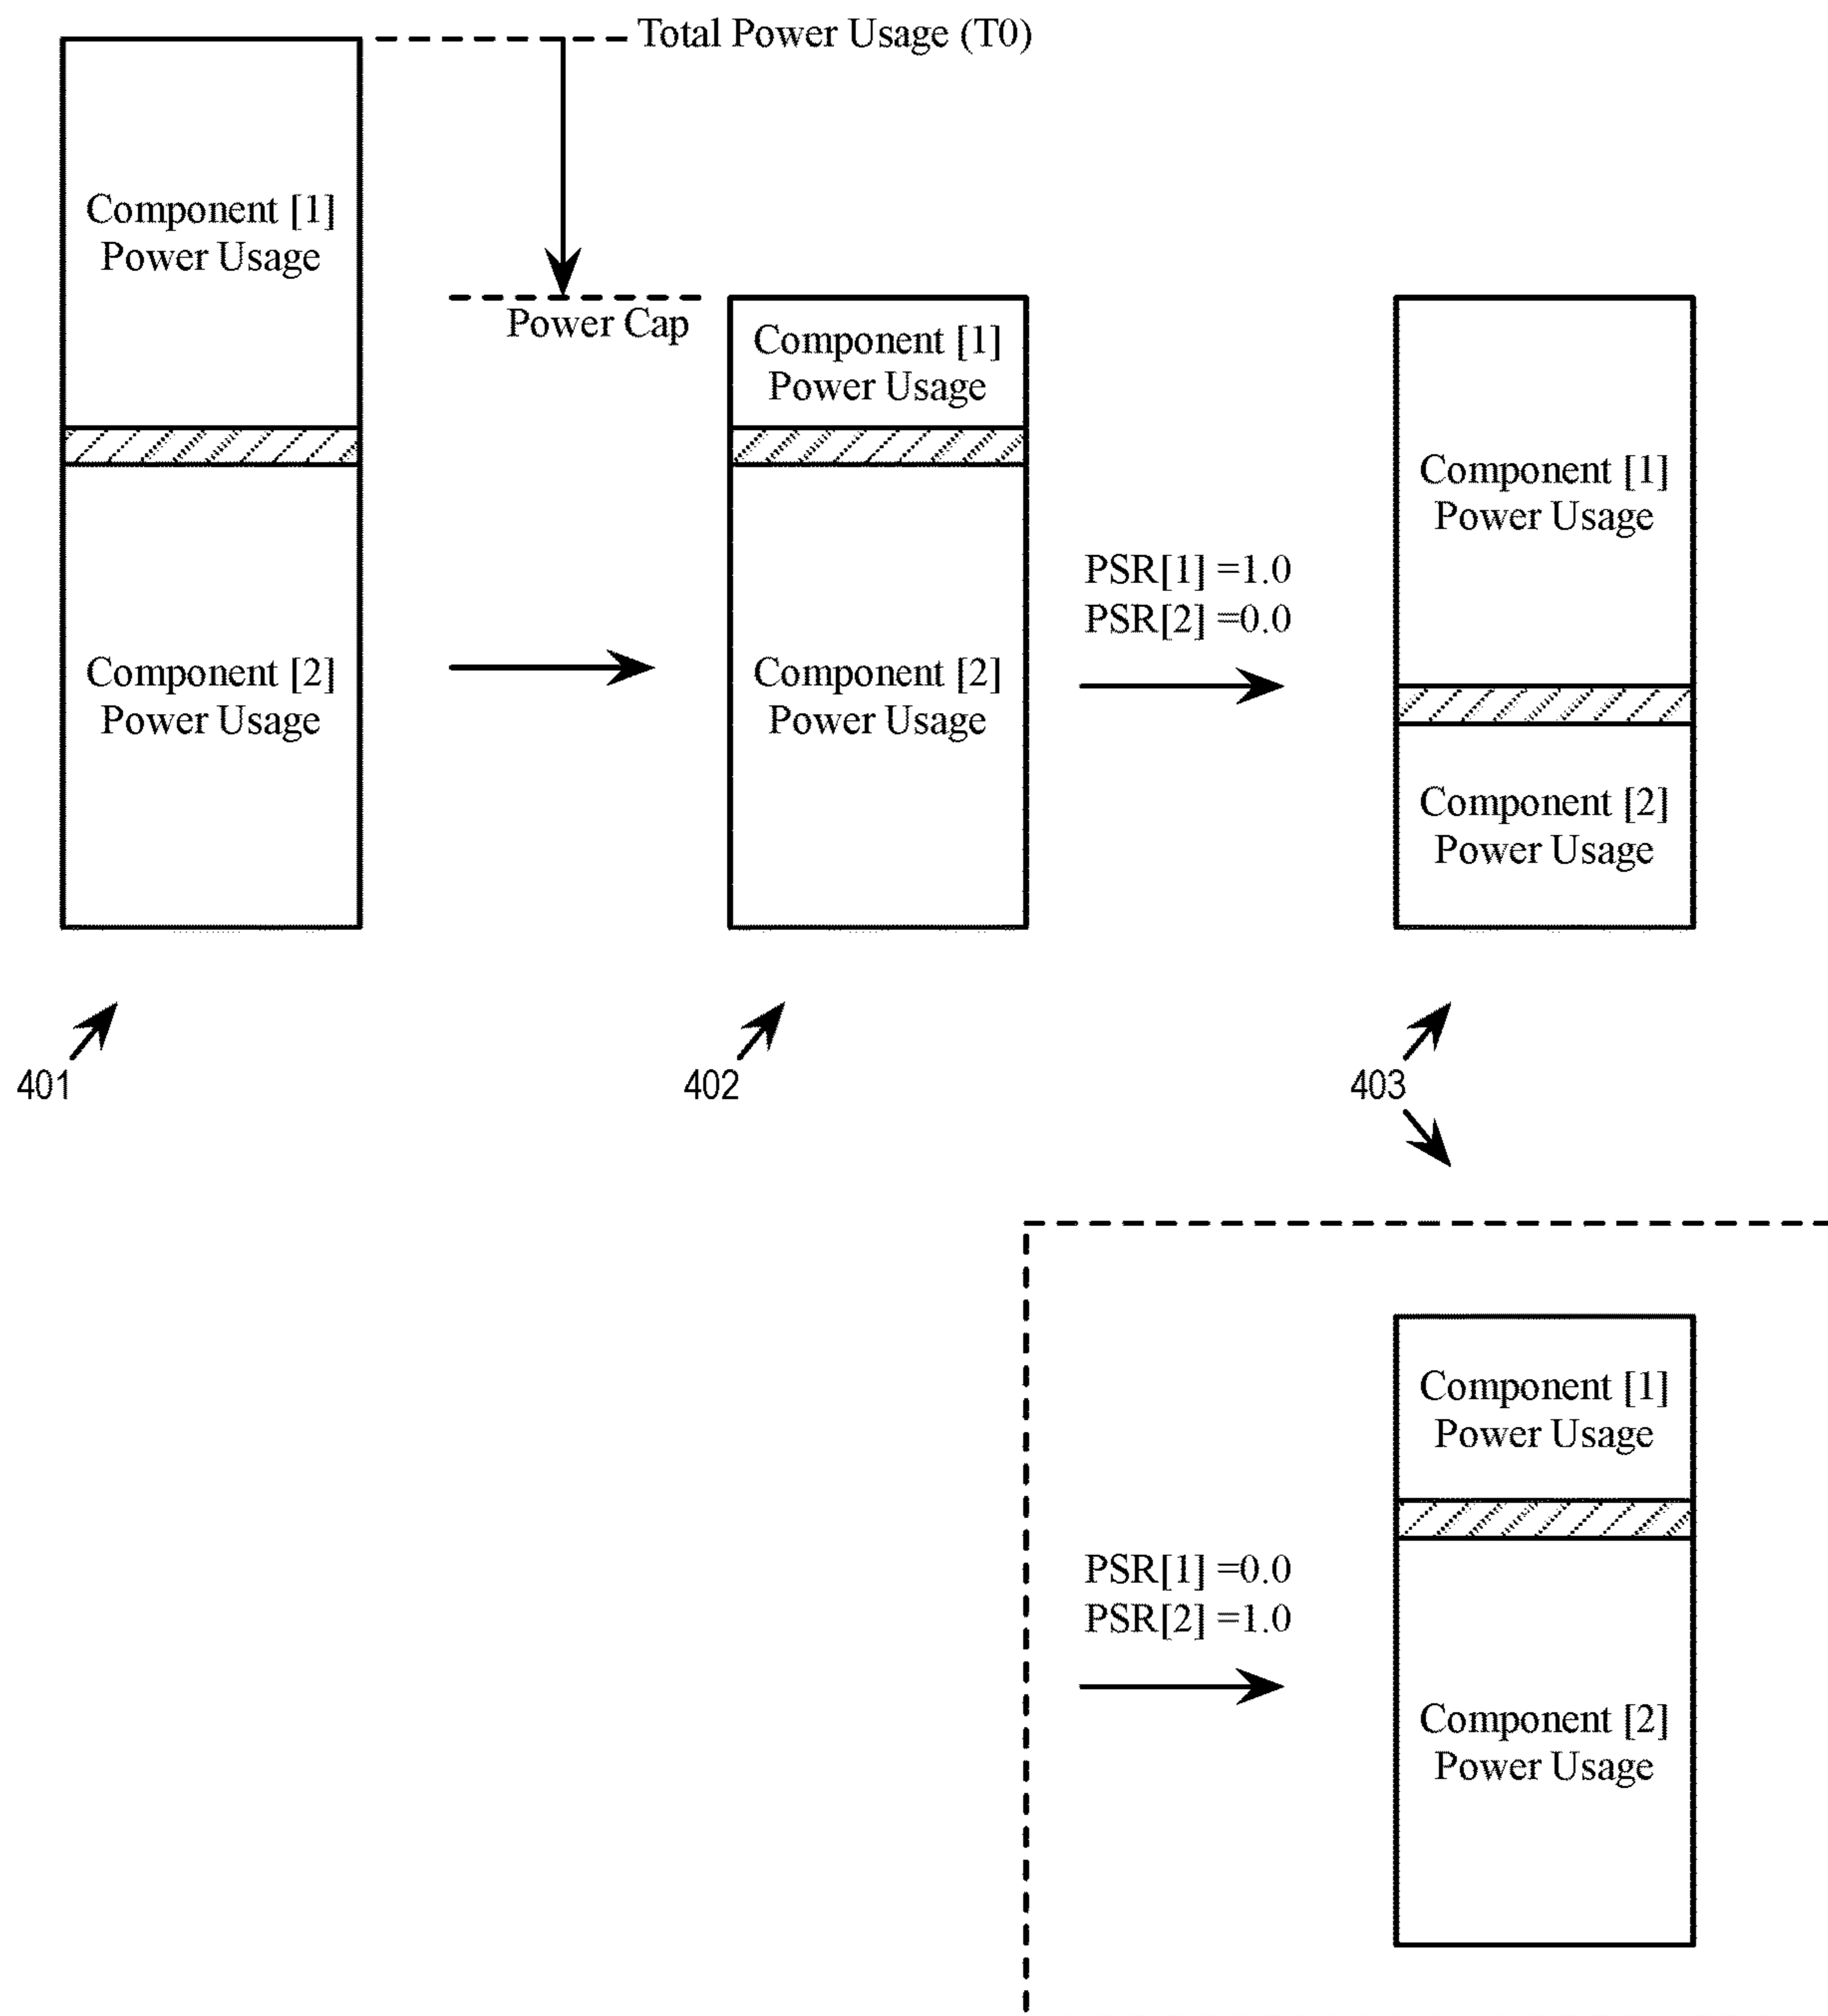 Total Power Usage (T0)
Component [1]
Power Usage
Power Cap
Component [1]
Power Usage
Component [1]
Power Usage
PSR[1] =1.0
PSR[2] =0.0
Component [2]
Power Usage
Component [2]
Power Usage
Component [2]
Power Usage
401
402
403
Component [1]
Power Usage
PSR[1] =0.0
PSR[2] =1.0
Component [2]
Power Usage